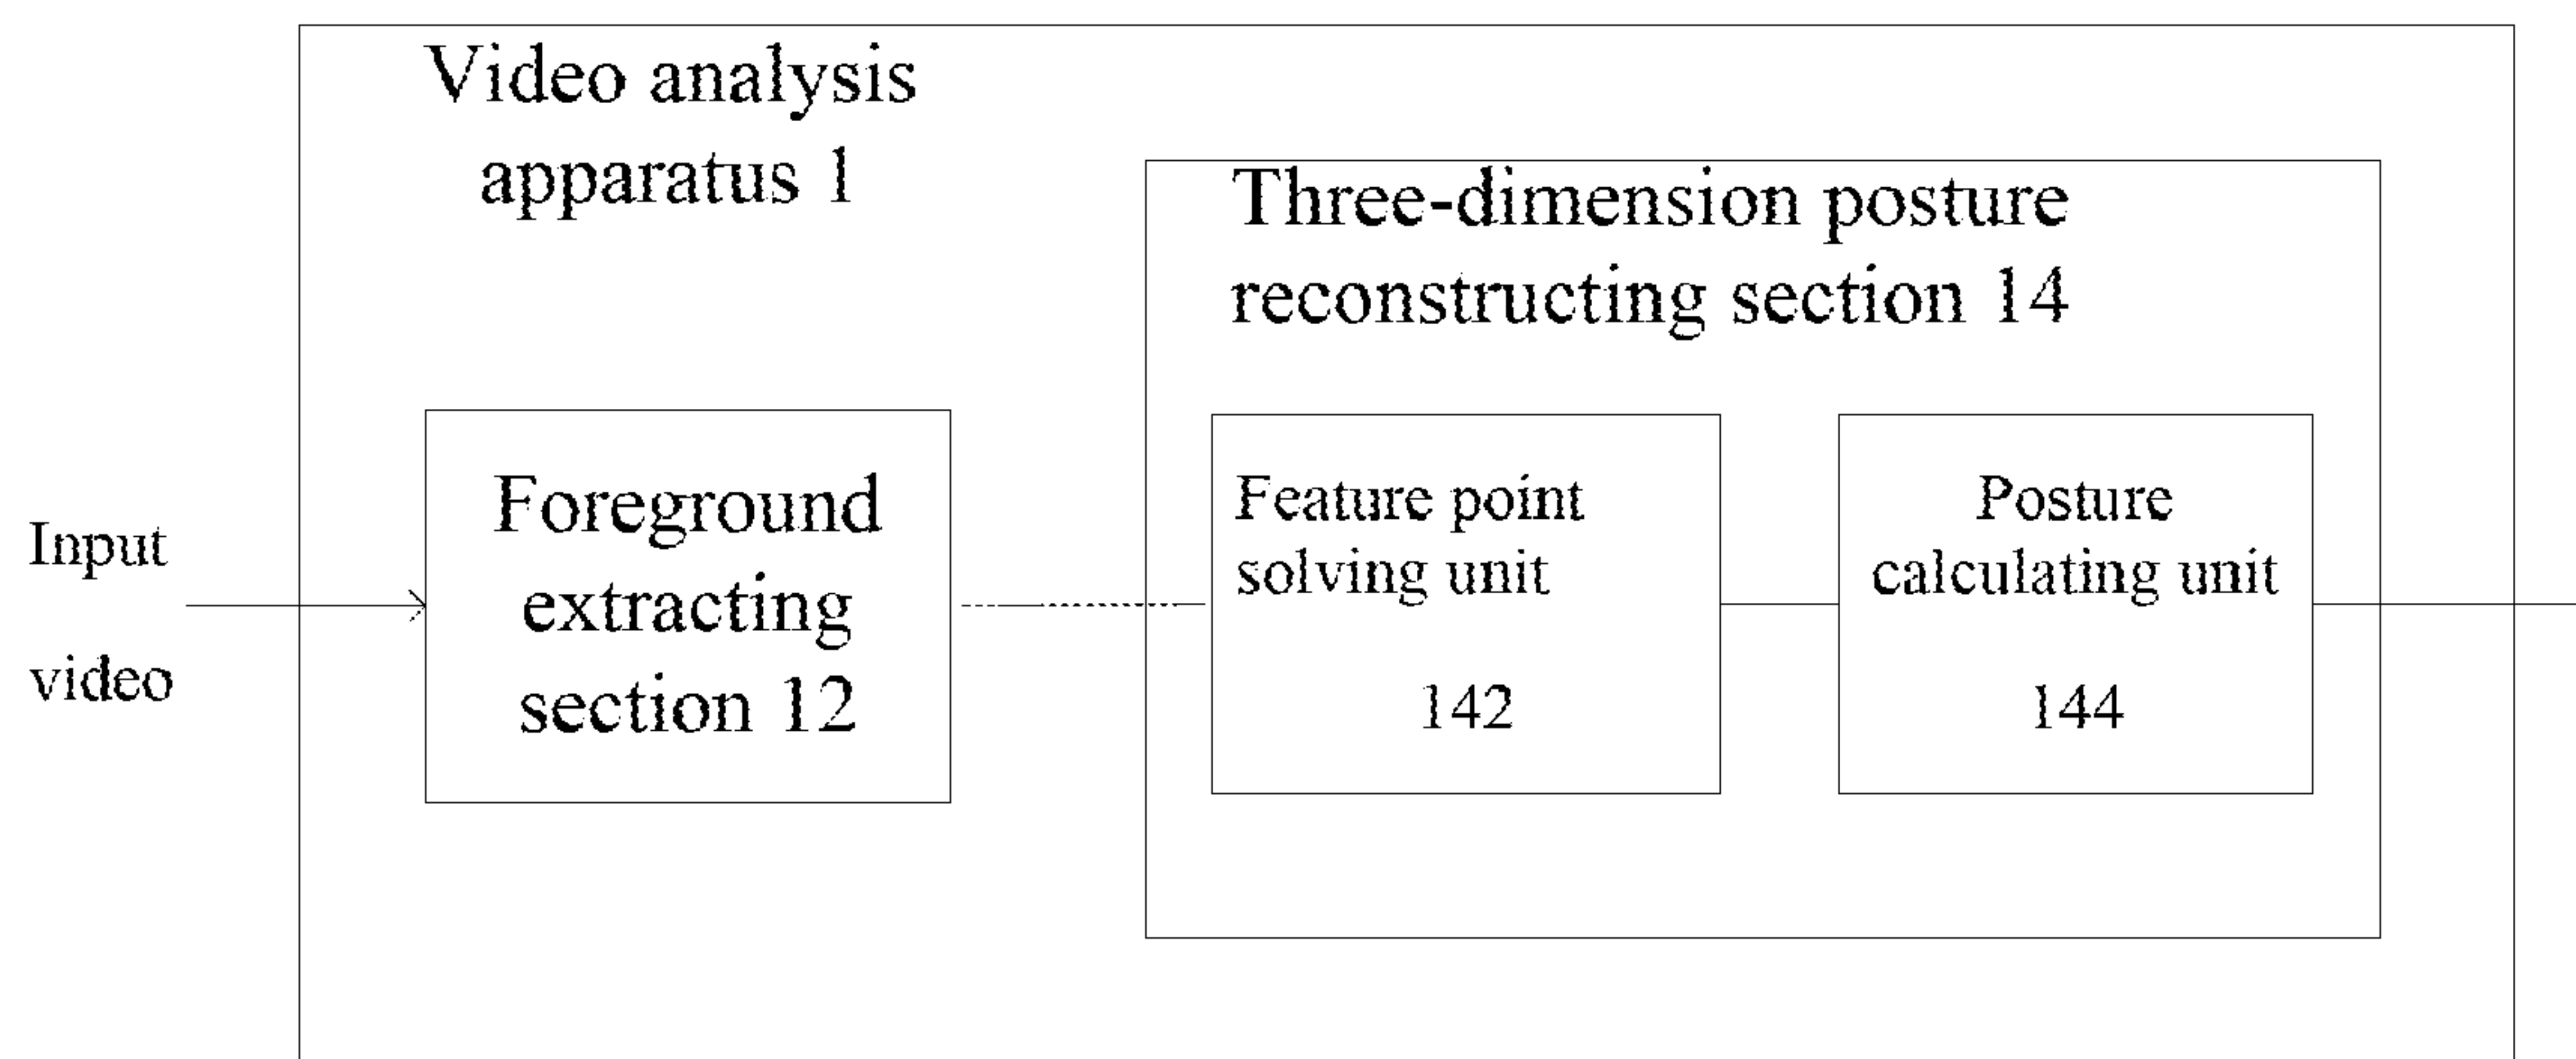 Video analysis
apparatus 1
Three-dimension posture
reconstructing section 14
Input
video
Foreground
extracting
section 12
Feature point
solving unit
142
Posture
calculating unit
144